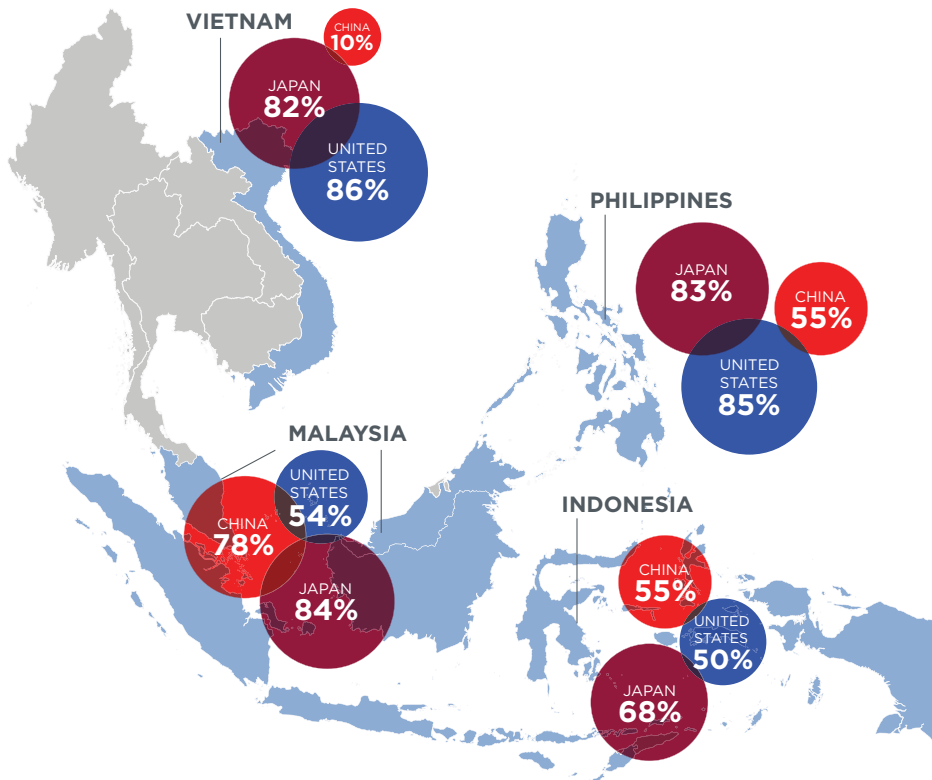 VIETNAM
CHINA
10%
JAPAN
82%
UNITED
STATES
86%
PHILIPPINES
JAPAN
83%
CHINA
55%
UNITED
STATES
85%
MALAYSIA
UNITED
STATES
54%
CHINA
78%
JAPAN
84%
INDONESIA
CHINA
55%
UNITED
STATES
50%
JAPAN
68%